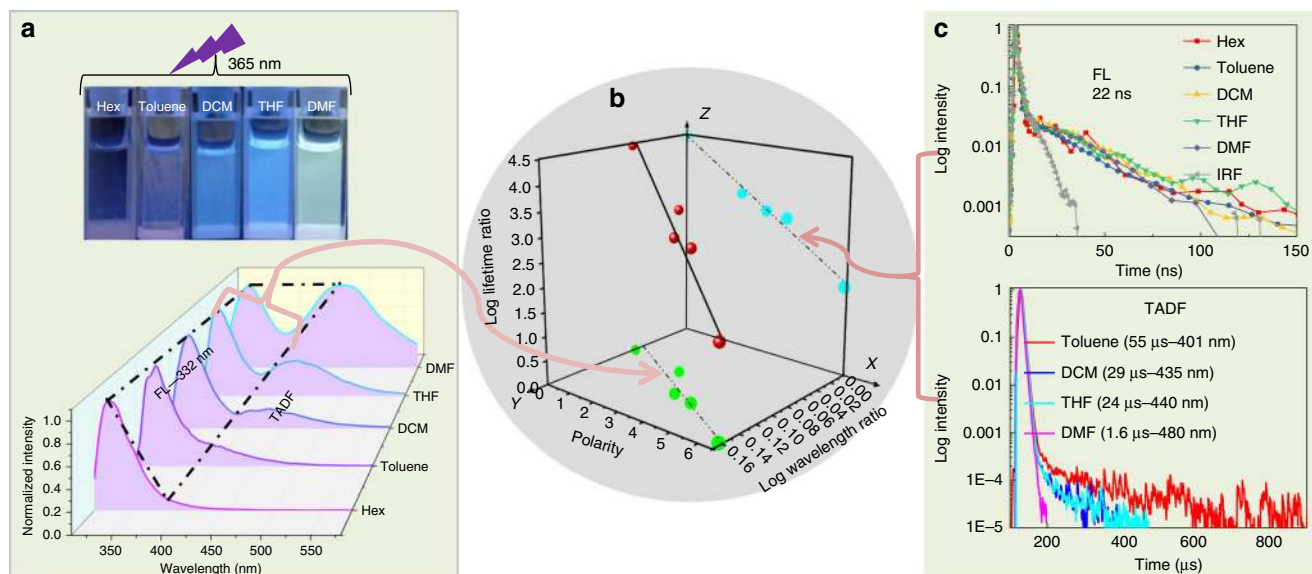 a
365 nm
Hex Toluene DCM THF DMF
FL—332 nm
TADF
DMF
THF
DCM
Toluene
Hex
Normalized intensity
1.0
0.8
0.6
0.4
0.2
0.0
350 400 450 500 550
Wavelength (nm)
b
Z
Log lifetime ratio
4.5
4.0
3.5
3.0
2.5
2.0
1.5
1.0
0.5
0.0
Y
0 1 2 3 4 5 6
Polarity
X
0.00
0.02
0.04
0.06
0.08
0.10
0.12
0.14
0.16
Log wavelength ratio
c
Log intensity
1
0.1
0.01
0.001
FL
22 ns
Hex
Toluene
DCM
THF
DMF
IRF
0 50 100 150
Time (ns)
Log intensity
1
0.1
0.01
0.001
1E–4
1E–5
TADF
Toluene (55 μs–401 nm)
DCM (29 μs–435 nm)
THF (24 μs–440 nm)
DMF (1.6 μs–480 nm)
200 400 600 800
Time (μs)